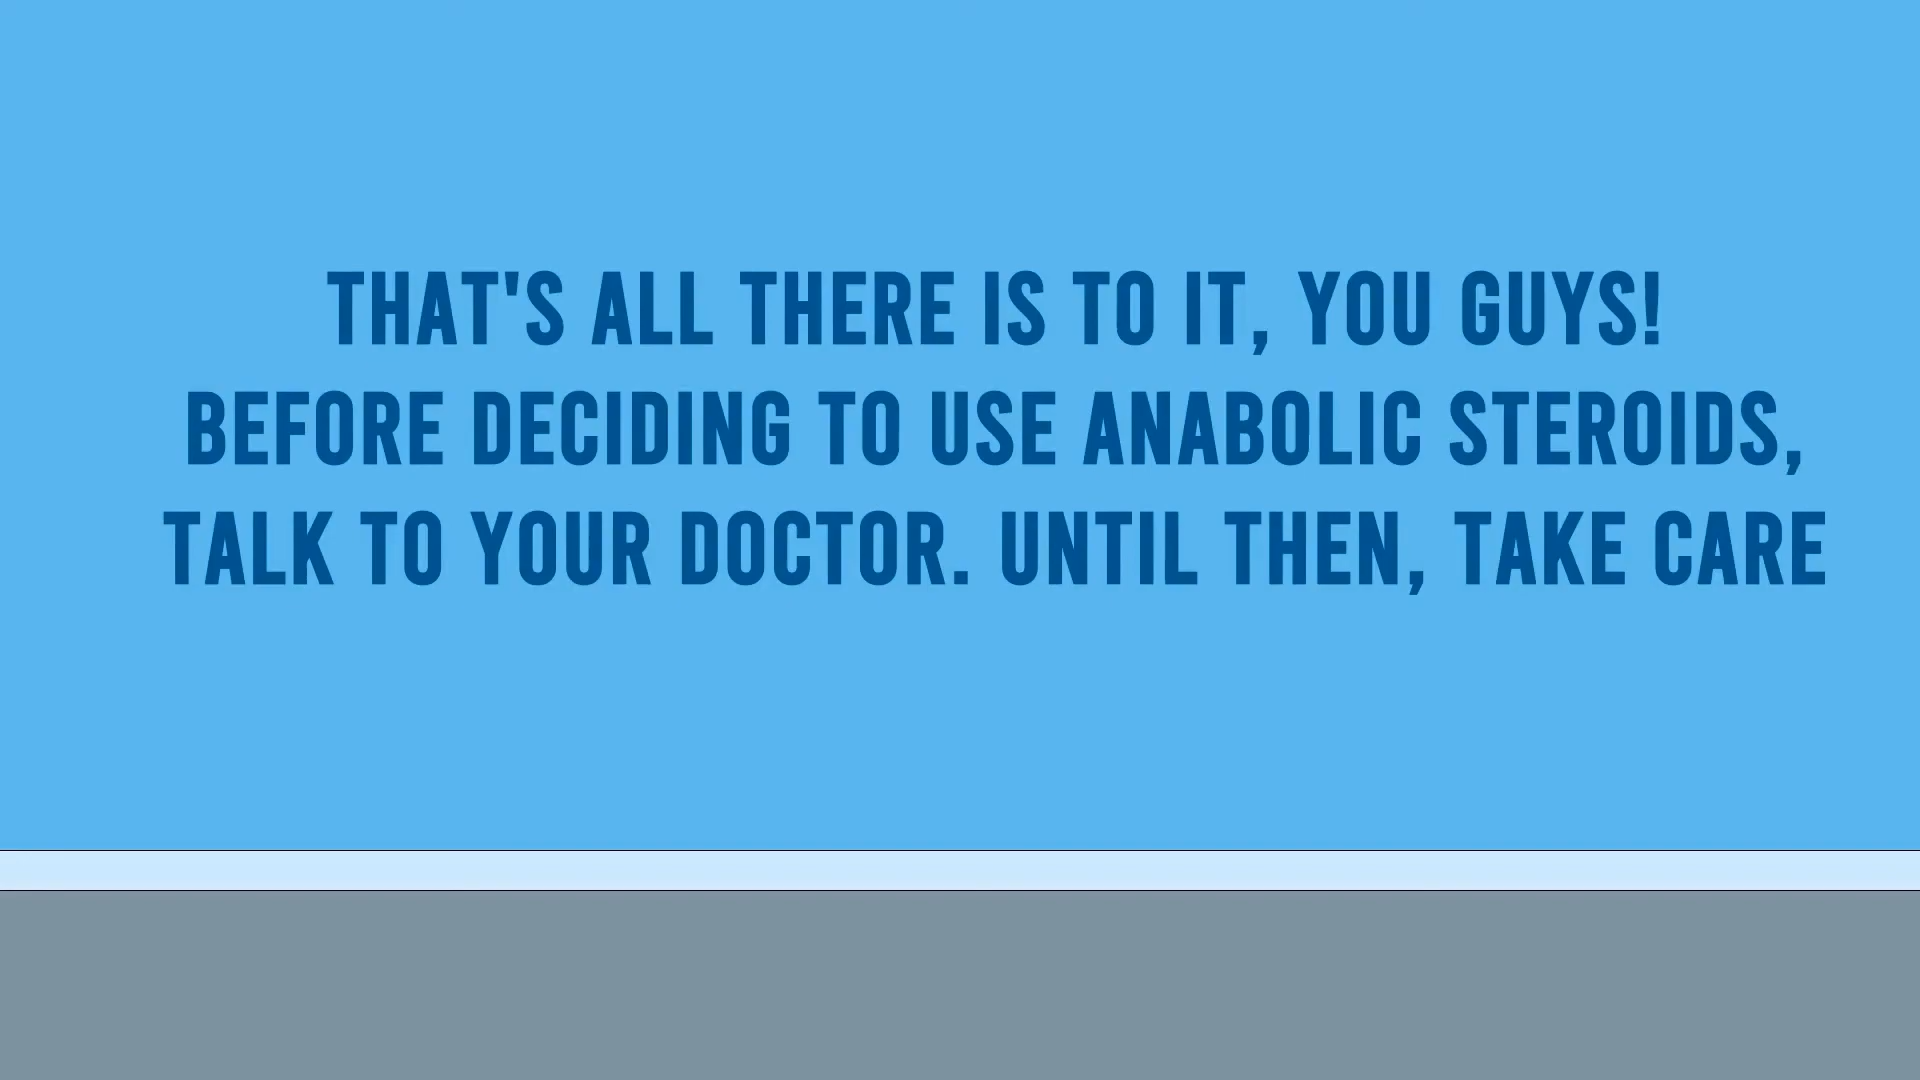 THAT'S ALL THERE IS TO IT, YOU GUYS!
BEFORE DECIDING TO USE ANABOLIC STEROIDS,
TALK TO YOUR DOCTOR. UNTIL THEN, TAKE CARE